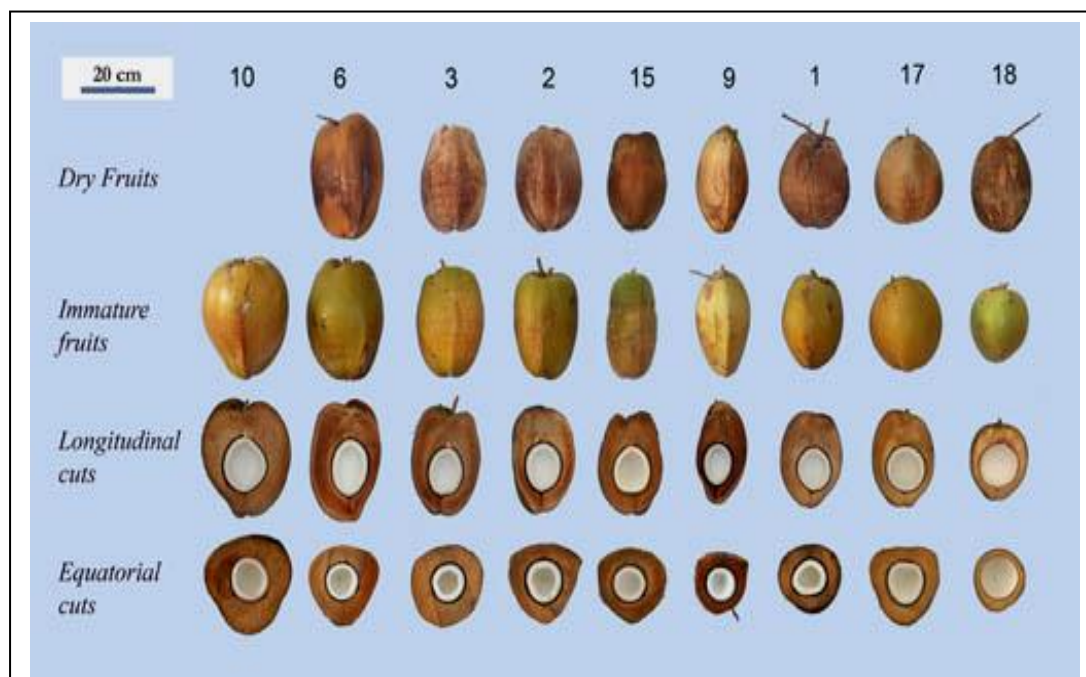 20 cm
10 6 3 2 15 9 1 17 18
Dry Fruits
Immature
fruits
Longitudinal
cuts
Equatorial
cuts